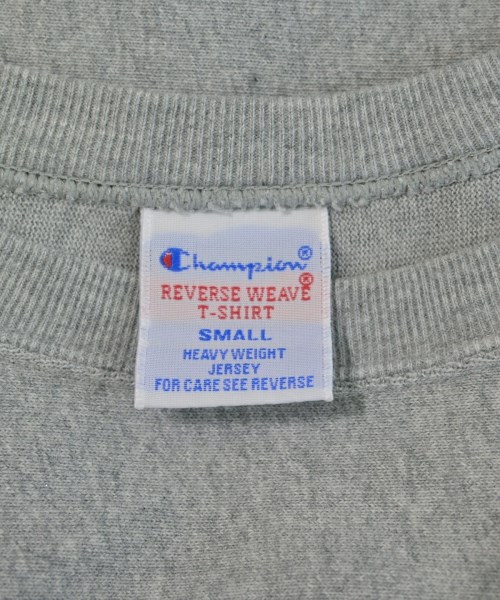 Champion®
REVERSE WEAVE®
T-SHIRT
SMALL
HEAVY WEIGHT
JERSEY
FOR CARE SEE REVERSE